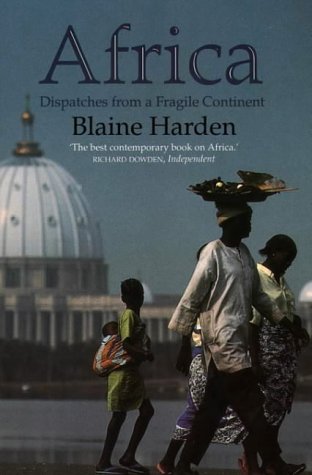 Africa
Dispatches from a Fragile Continent
Blaine Harden
'The best contemporary book on Africa.'
RICHARD DOWDEN, Independent